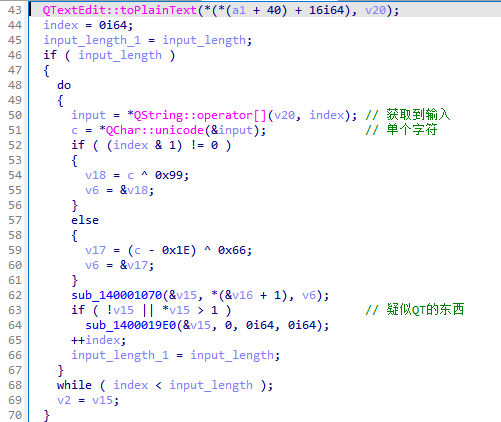 43 QTextEdit::toPlainText(*(*(a1 + 40) + 16i64), v20);
44 index = 0i64;
45 input_length_1 = input_length;
46 if ( input_length )
47 {
48 do
49 {
50 input = *QString::operator[](v20, index); // 获取到输入
51 c = *QChar::unicode(&input); // 单个字符
52 if ( (index & 1) != 0 )
53 {
54 v18 = c ^ 0x99;
55 v6 = &v18;
56 }
57 else
58 {
59 v17 = (c - 0x1E) ^ 0x66;
60 v6 = &v17;
61 }
62 sub_140001070(&v15, *(&v16 + 1), v6);
63 if ( !v15 || *v15 > 1 ) // 疑似QT的东西
64 sub_1400019E0(&v15, 0, 0i64, 0i64);
65 ++index;
66 input_length_1 = input_length;
67 }
68 while ( index < input_length );
69 v2 = v15;
70 }